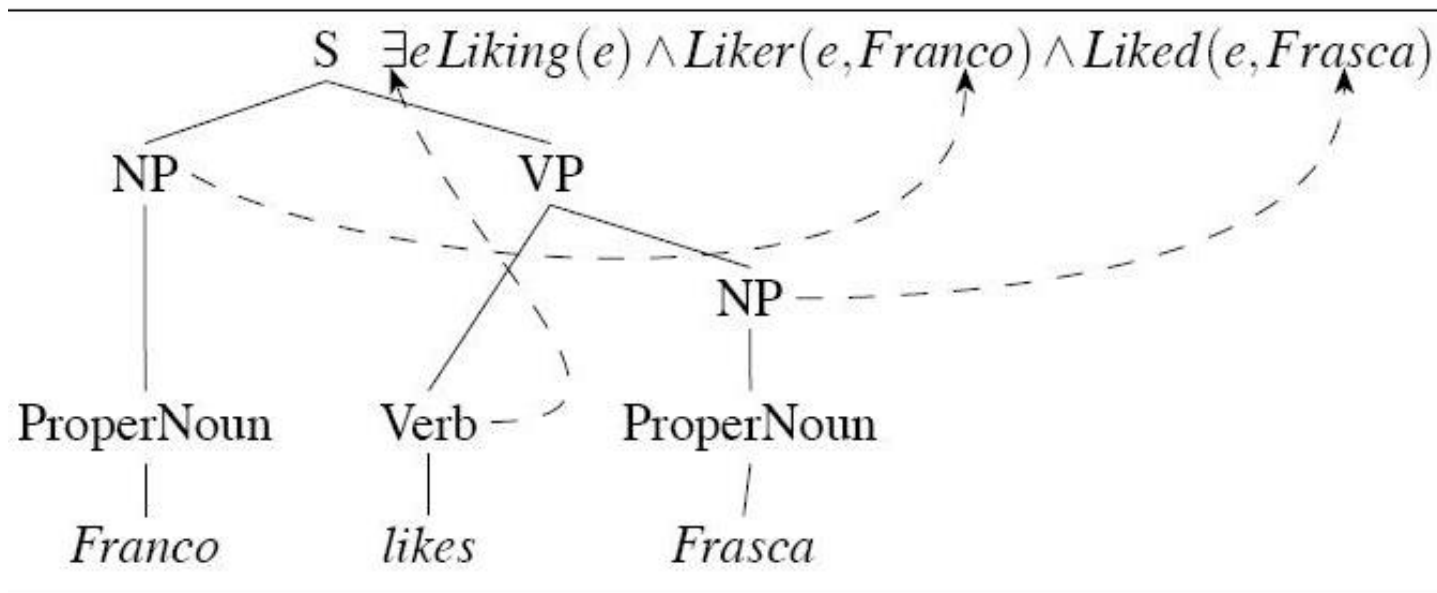 S ∃e Liking(e) ∧ Liker(e, Franco) ∧ Liked(e, Frasca)
NP VP
NP
ProperNoun Verb ProperNoun
Franco likes Frasca